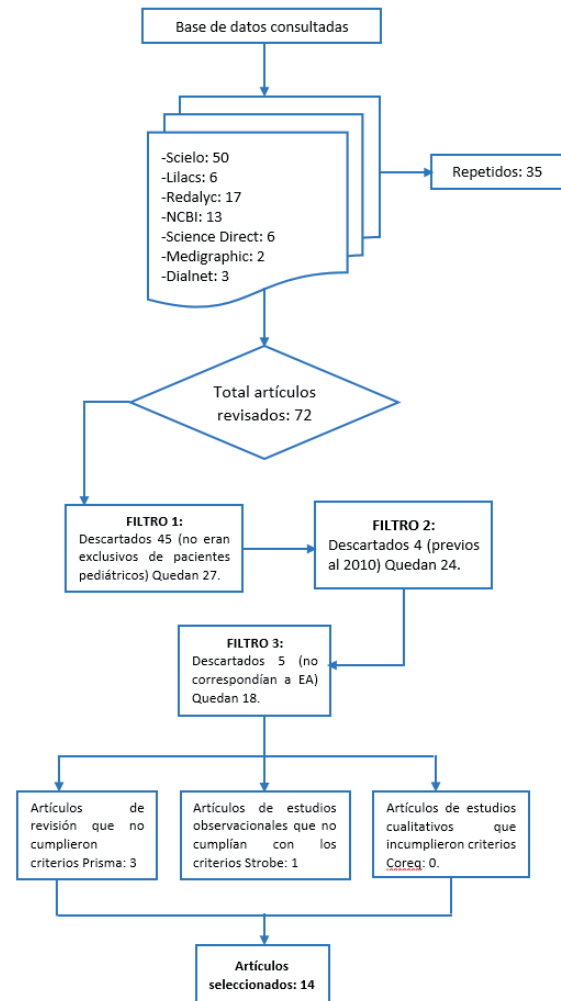 Base de datos consultadas
-Scielo: 50
-Lilacs: 6
-Redalyc: 17
-NCBI: 13
-Science Direct: 6
-Medigraphic: 2
-Dialnet: 3
Repetidos: 35
Total artículos
revisados: 72
FILTRO 1:
Descartados 45 (no eran
exclusivos de pacientes
pediátricos) Quedan 27.
FILTRO 2:
Descartados 4 (previos
al 2010) Quedan 24.
FILTRO 3:
Descartados 5 (no
correspondían a EA)
Quedan 18.
Artículos de
revisión que no
cumplieron
criterios Prisma: 3
Artículos de estudios
observacionales que no
cumplían con los
criterios Strobe: 1
Artículos de estudios
cualitativos que
incumplieron criterios
Coreq: 0.
Artículos
seleccionados: 14